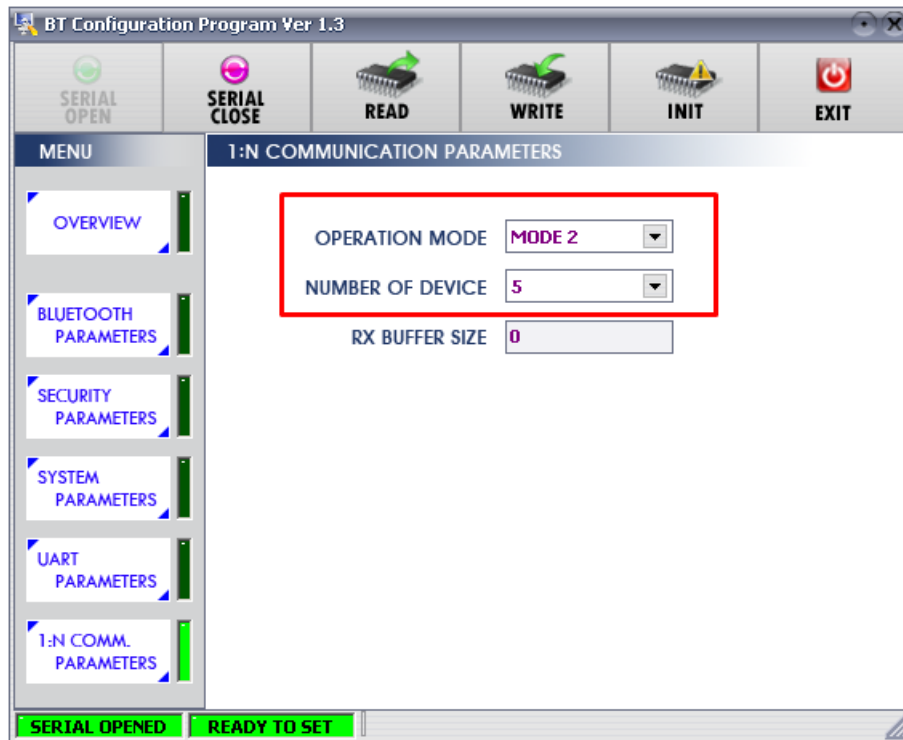 BT Configuration Program Ver 1.3
SERIAL
OPEN
SERIAL
CLOSE
READ
WRITE
INIT
EXIT
MENU
1:N COMMUNICATION PARAMETERS
OVERVIEW
OPERATION MODE MODE 2
NUMBER OF DEVICE 5
RX BUFFER SIZE 0
BLUETOOTH
PARAMETERS
SECURITY
PARAMETERS
SYSTEM
PARAMETERS
UART
PARAMETERS
1:N COMM.
PARAMETERS
SERIAL OPENED
READY TO SET